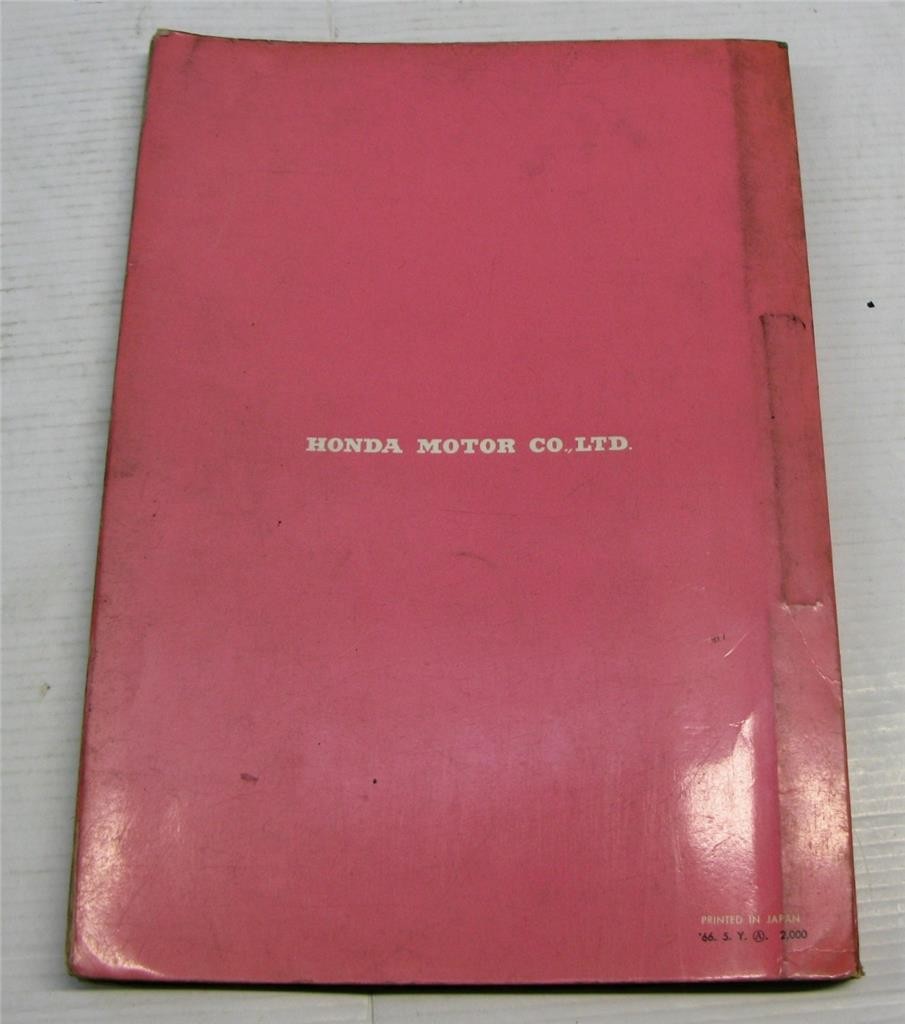 HONDA MOTOR CO.,LTD.
PRINTED IN JAPAN
'66. 5. Y. Ⓐ. 2,000